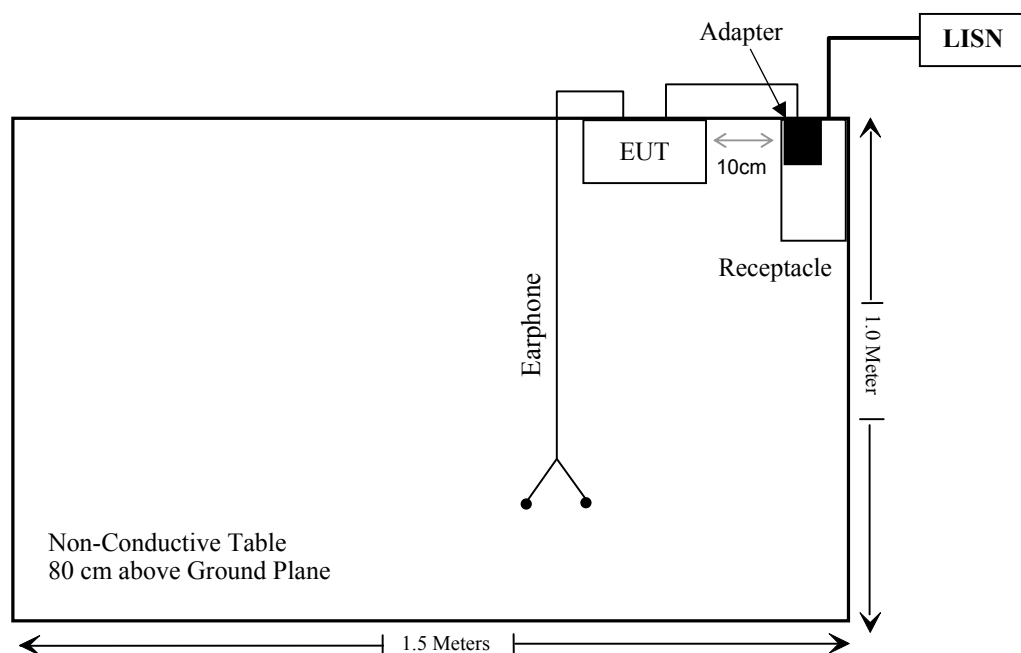 Adapter
LISN
EUT
10cm
Receptacle
Earphone
1.0 Meter
Non-Conductive Table
80 cm above Ground Plane
1.5 Meters